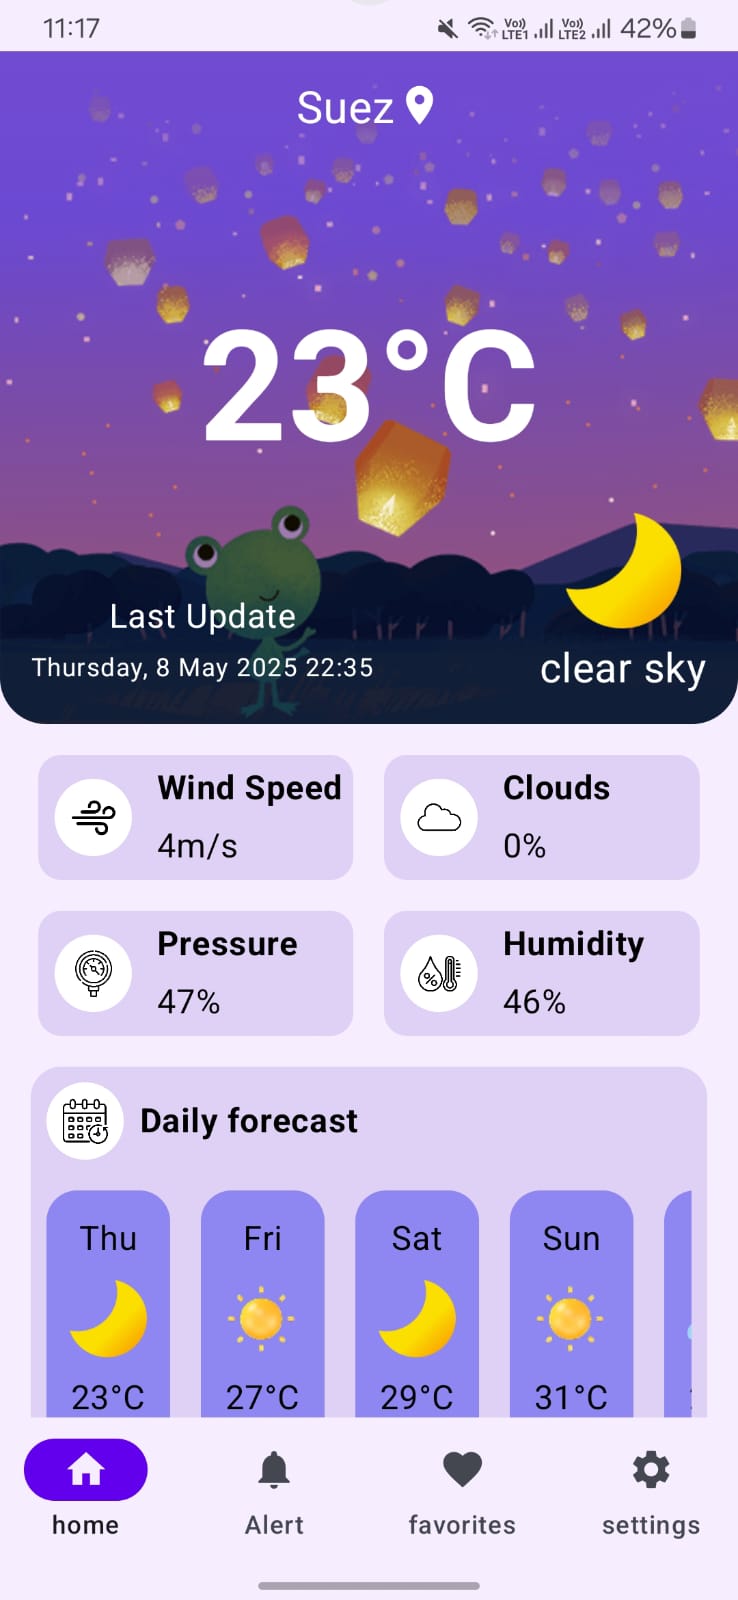 11:17 Vo) LTE1 Vo) LTE2 42%
Suez
23°C
Last Update
Thursday, 8 May 2025 22:35
clear sky
Wind Speed
4m/s
Clouds
0%
Pressure
47%
Humidity
46%
Daily forecast
Thu Fri Sat Sun
23°C 27°C 29°C 31°C
home Alert favorites settings